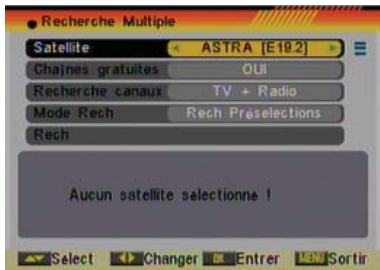 Recherche Multiple
Satellite ASTRA [E19.2]
Chaînes gratuites OUI
Recherche canaux TV + Radio
Mode Rech Rech Préselections
Rech
Aucun satellite selectionne !
Select Changer OK Entrer MENU Sortir